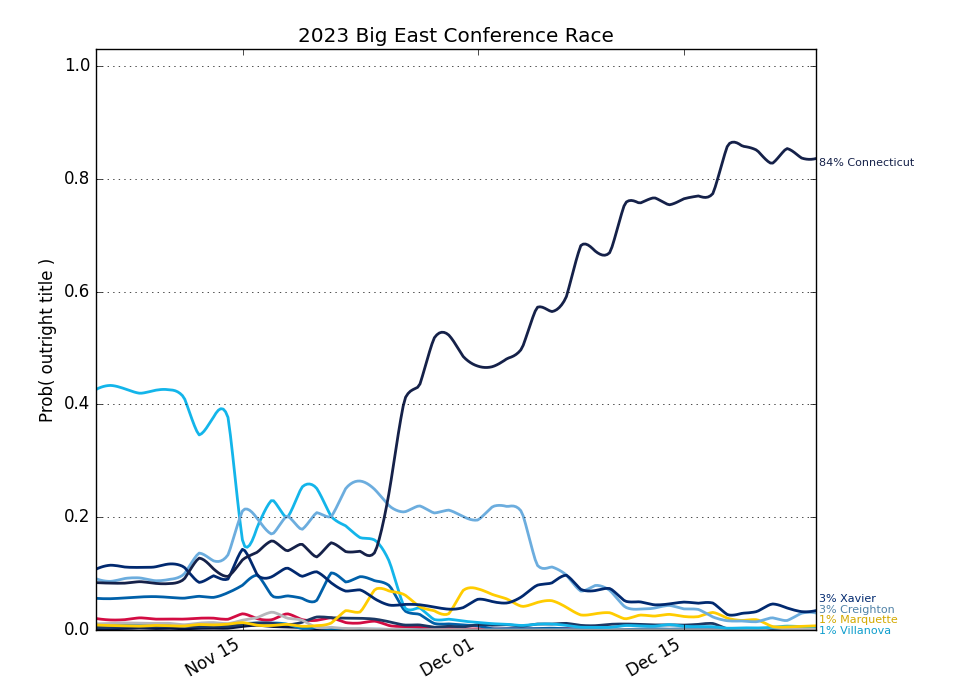 2023 Big East Conference Race
Prob( outright title )
1.0
0.8
0.6
0.4
0.2
0.0
Nov 15
Dec 01
Dec 15
84% Connecticut
3% Xavier
3% Creighton
1% Marquette
1% Villanova